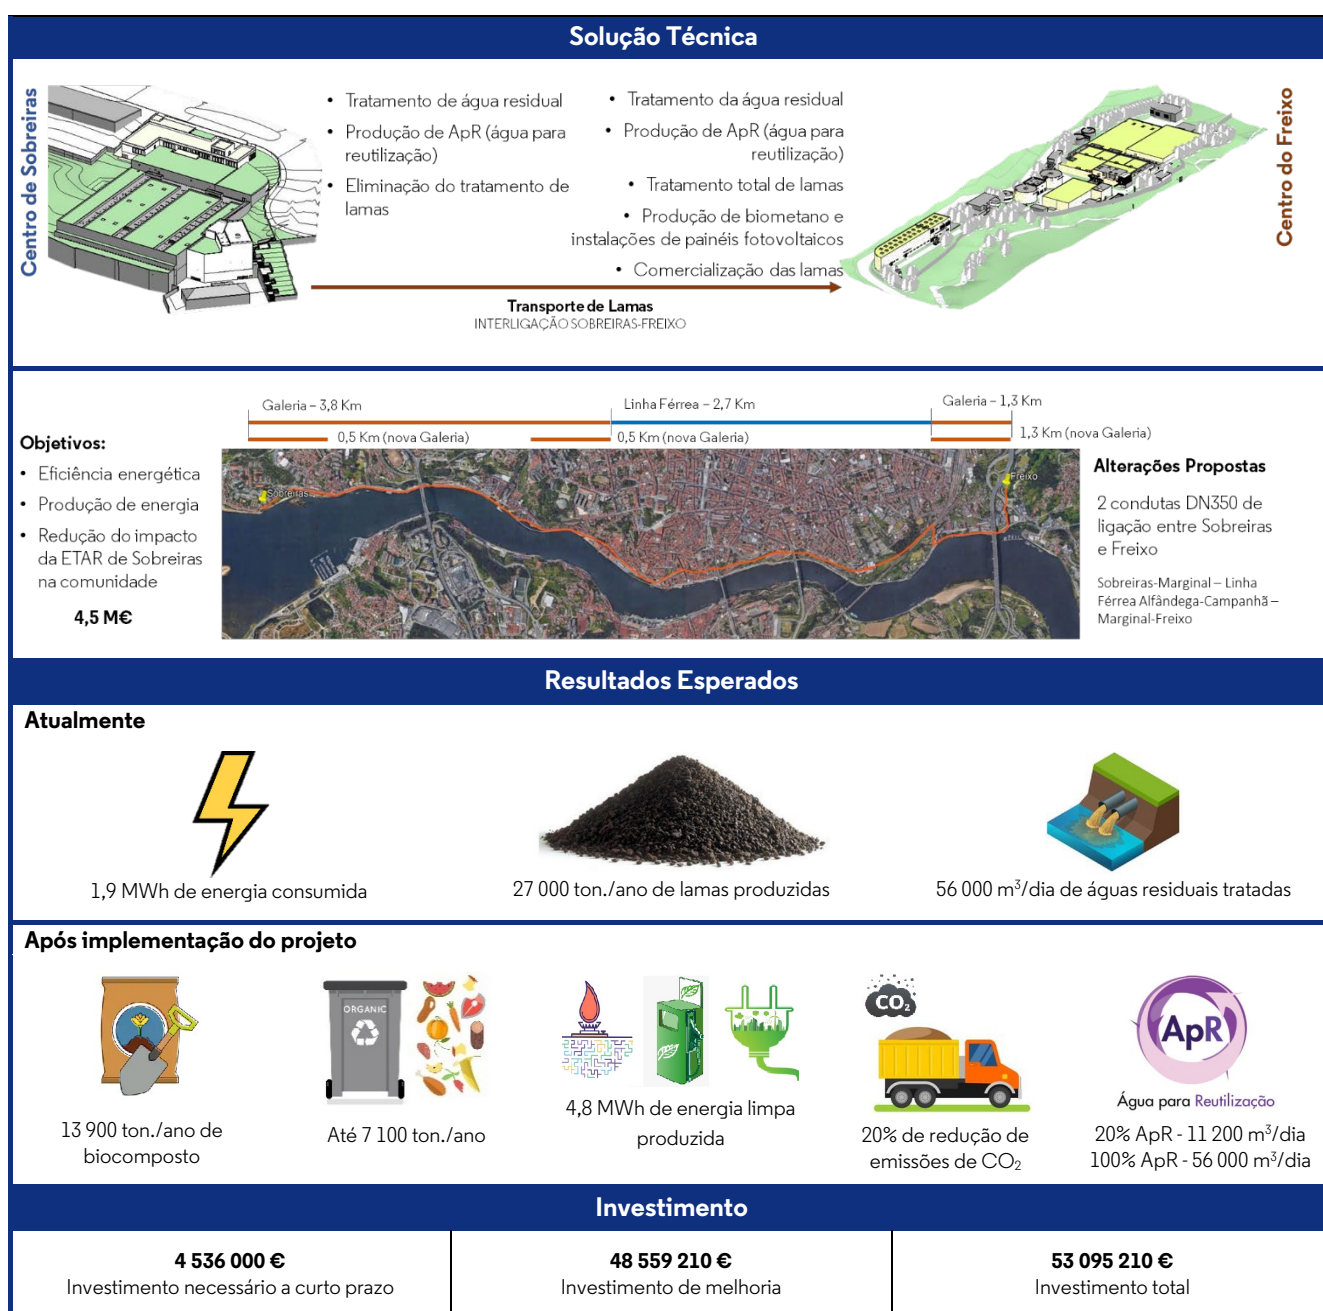 Solução Técnica
Centro de Sobreiras
• Tratamento de água residual
• Produção de ApR (água para
reutilização)
• Eliminação do tratamento de
lamas
• Tratamento da água residual
• Produção de ApR (água para
reutilização)
• Tratamento total de lamas
• Produção de biometano e
instalações de painéis fotovoltaicos
• Comercialização das lamas
Centro do Freixo
Transporte de Lamas
INTERLIGAÇÃO SOBREIRAS-FREIXO
Objetivos:
• Eficiência energética
• Produção de energia
• Redução do impacto
da ETAR de Sobreiras
na comunidade
4,5 M€
Galeria – 3,8 Km
Linha Férrea – 2,7 Km
Galeria – 1,3 Km
0,5 Km (nova Galeria)
0,5 Km (nova Galeria)
1,3 Km (nova Galeria)
Sobreiras
Freixo
Alterações Propostas
2 condutas DN350 de
ligação entre Sobreiras
e Freixo
Sobreiras-Marginal – Linha
Férrea Alfândega-Campanhã –
Marginal-Freixo
Resultados Esperados
Atualmente
1,9 MWh de energia consumida
27 000 ton./ano de lamas produzidas
56 000 m³/dia de águas residuais tratadas
Após implementação do projeto
ORGANIC
CO₂
ApR
Água para Reutilização
13 900 ton./ano de
biocomposto
Até 7 100 ton./ano
4,8 MWh de energia limpa
produzida
20% de redução de
emissões de CO₂
20% ApR - 11 200 m³/dia
100% ApR - 56 000 m³/dia
Investimento
4 536 000 €
Investimento necessário a curto prazo
48 559 210 €
Investimento de melhoria
53 095 210 €
Investimento total